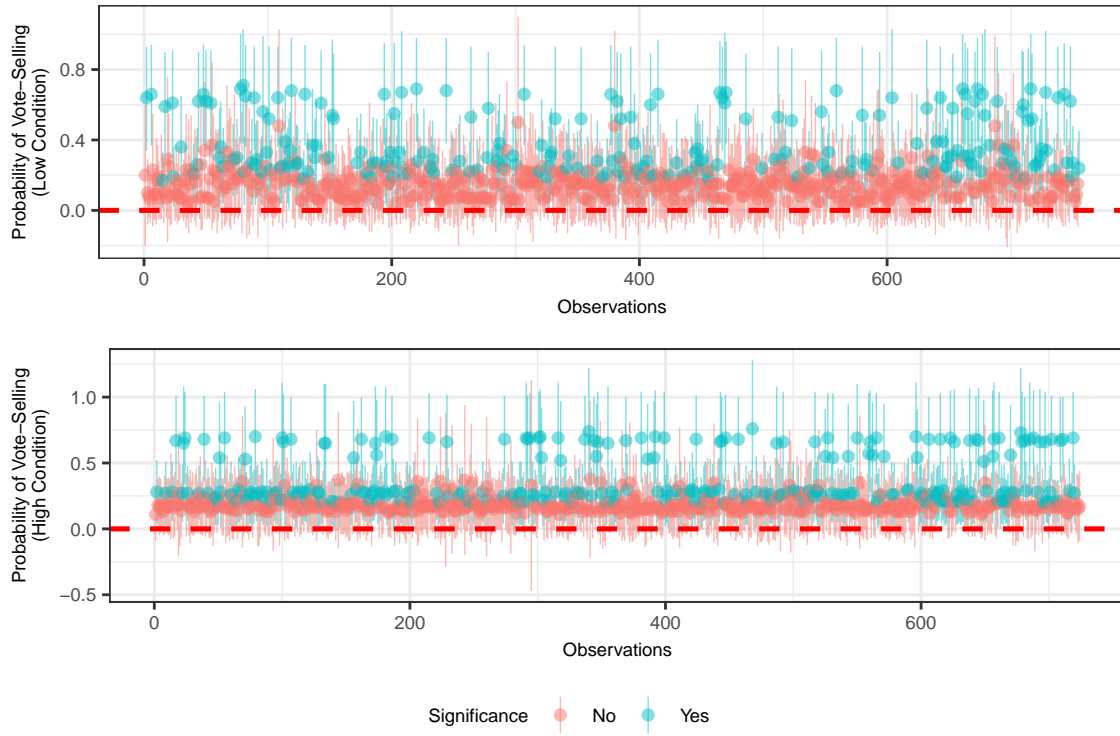 Probability of Vote−Selling
(Low Condition)
0.8
0.4
0.0
0
200
400
600
Observations
Probability of Vote−Selling
(High Condition)
1.0
0.5
0.0
−0.5
0
200
400
600
Observations
Significance No Yes